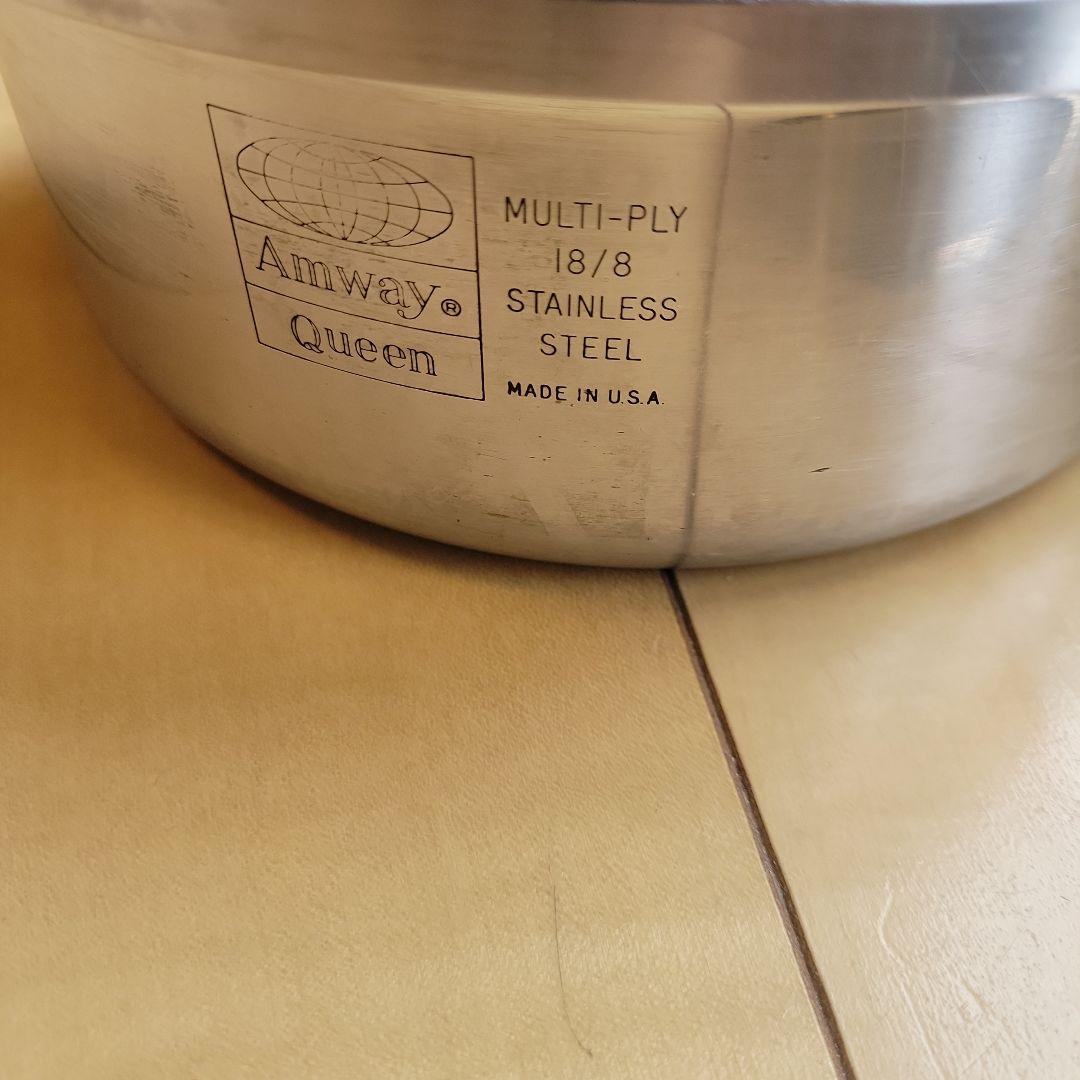 Amway®
Queen
MULTI-PLY
18/8
STAINLESS
STEEL
MADE IN U.S.A.